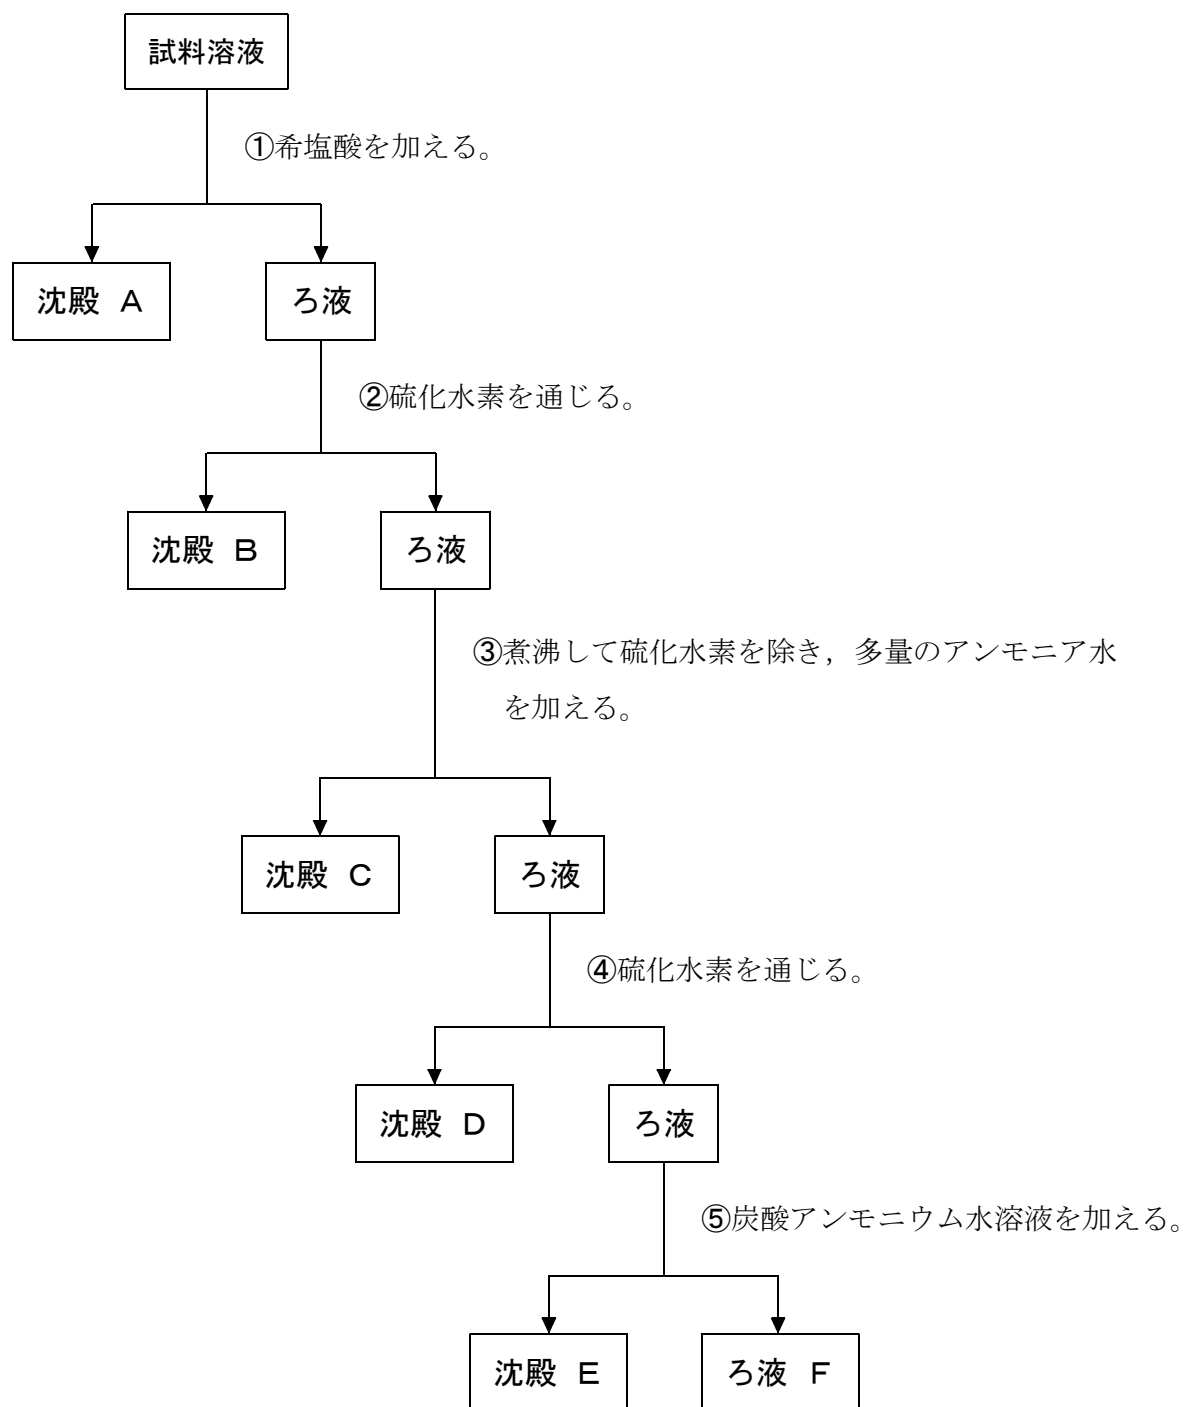 試料溶液
①希塩酸を加える。
沈殿 A
ろ液
②硫化水素を通じる。
沈殿 B
ろ液
③煮沸して硫化水素を除き，多量のアンモニア水
を加える。
沈殿 C
ろ液
④硫化水素を通じる。
沈殿 D
ろ液
⑤炭酸アンモニウム水溶液を加える。
沈殿 E
ろ液 F